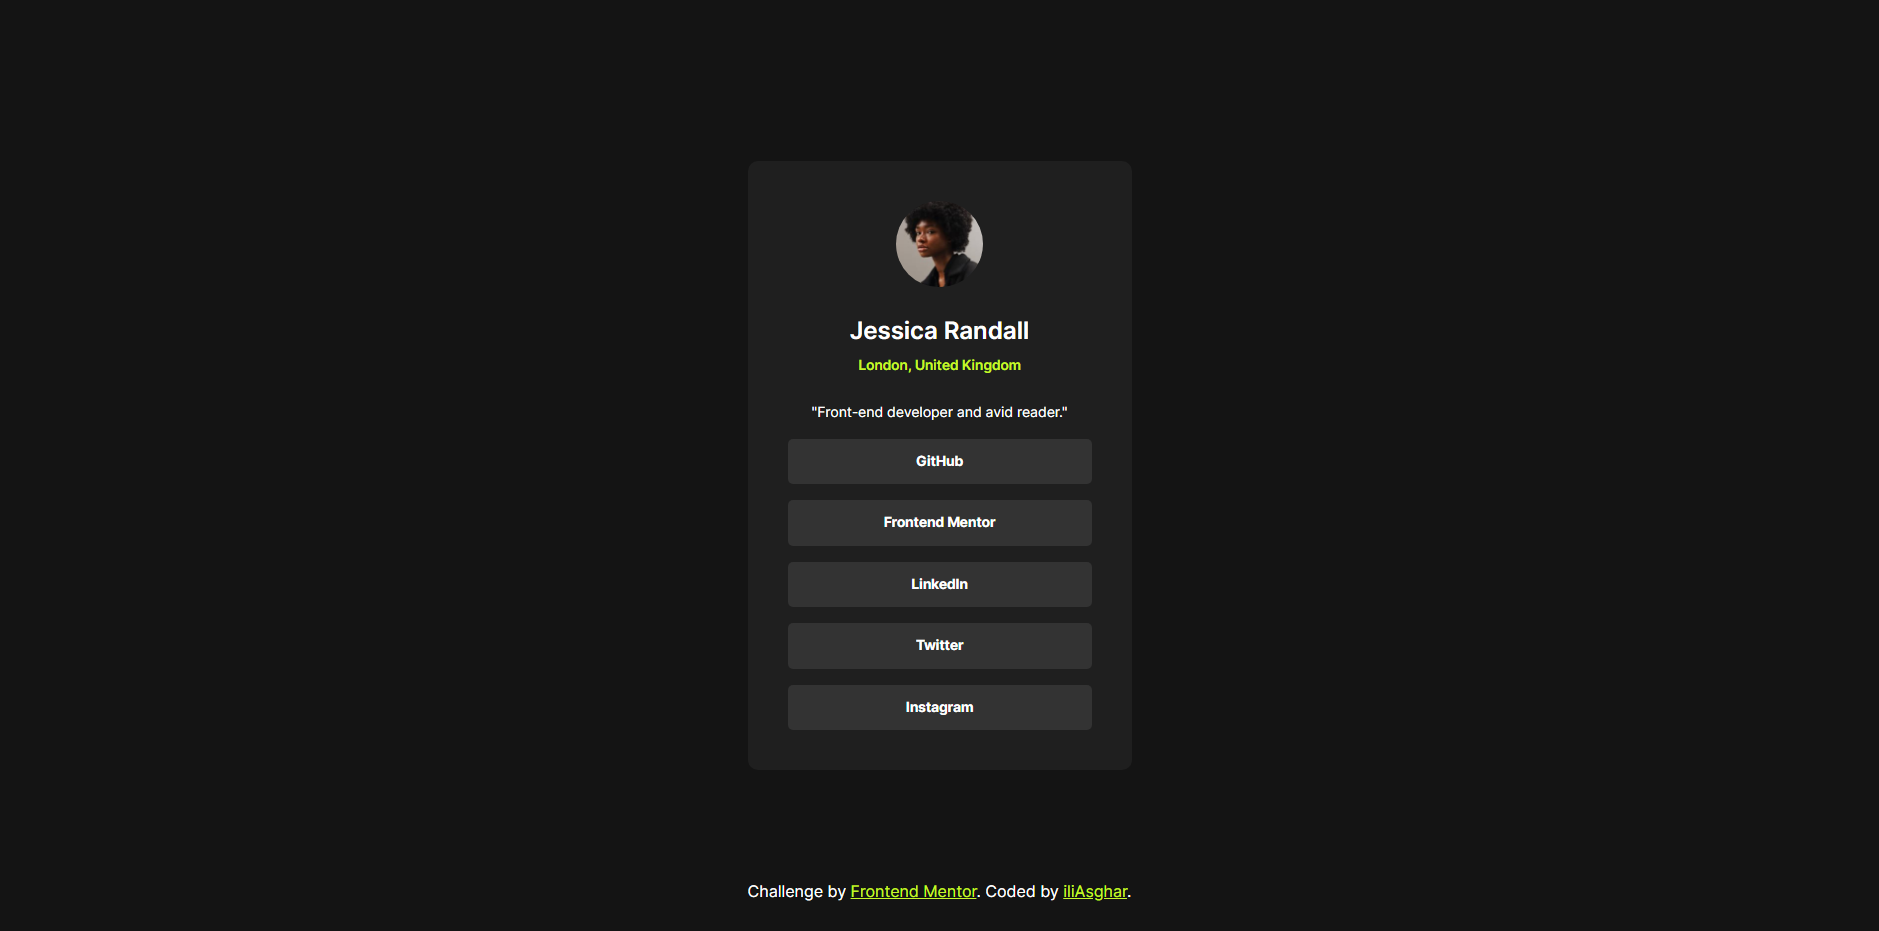 Jessica Randall
London, United Kingdom
"Front-end developer and avid reader."
GitHub
Frontend Mentor
LinkedIn
Twitter
Instagram
Challenge by Frontend Mentor. Coded by iliAsghar.